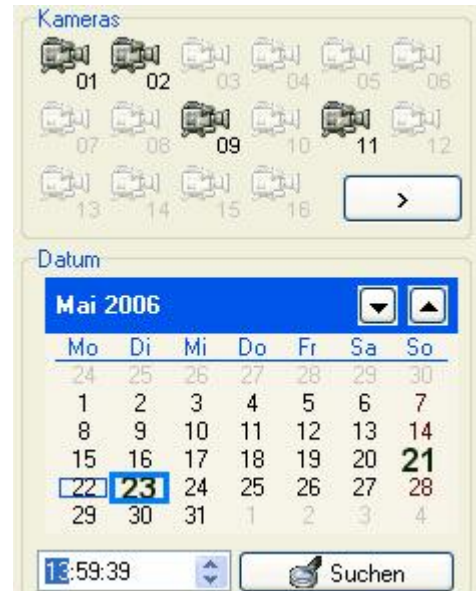 Kameras
01 02 03 04 05 06
07 08 09 10 11 12
13 14 15 16 >
Datum
Mai 2006
Mo Di Mi Do Fr Sa So
24 25 26 27 28 29 30
1 2 3 4 5 6 7
8 9 10 11 12 13 14
15 16 17 18 19 20 21
22 23 24 25 26 27 28
29 30 31 1 2 3 4
13:59:39 Suchen